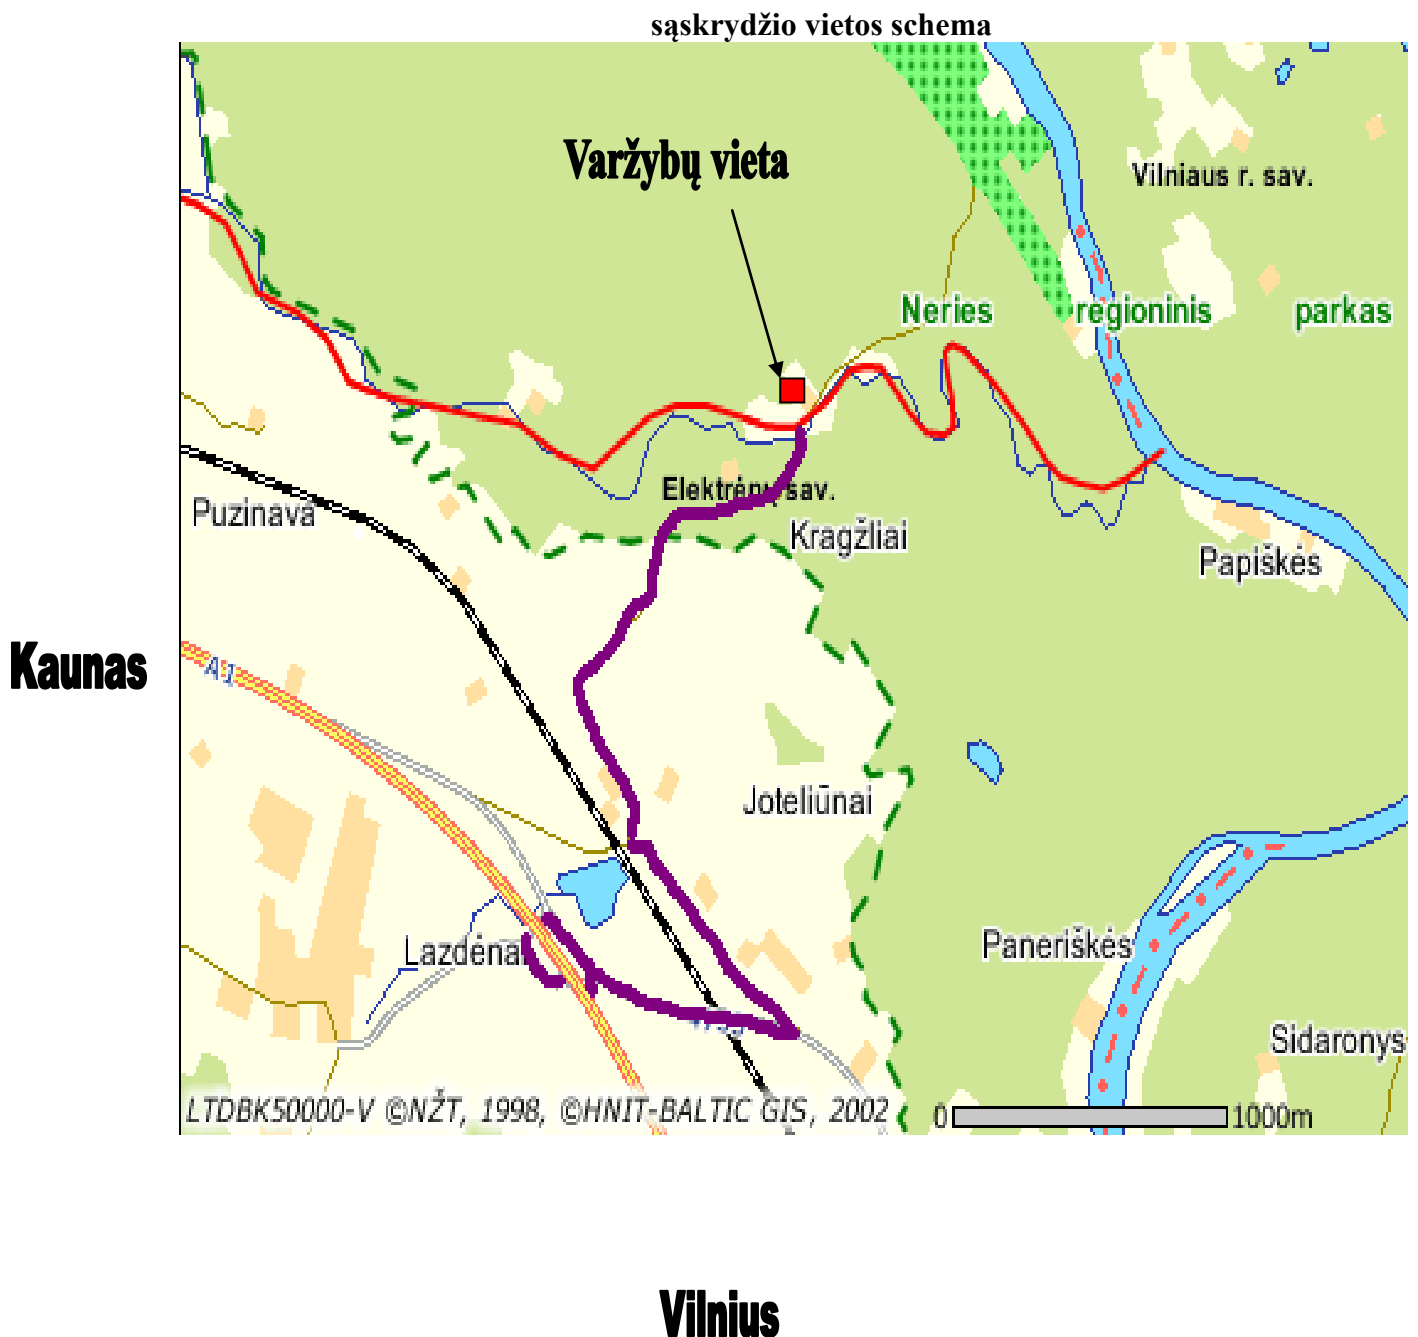 sąskrydžio vietos schema
Varžybų vieta
Vilniaus r. sav.
Neries regioninis parkas
Elektrėnų sav.
Puzinava
Kragžliai
Papiškės
Kaunas
A1
Joteliūnai
Lazdėnai
Paneriškės
Sidaronys
LTDBK50000-V ©NŽT, 1998, ©HNIT-BALTIC GIS, 2002
0 1000m
Vilnius